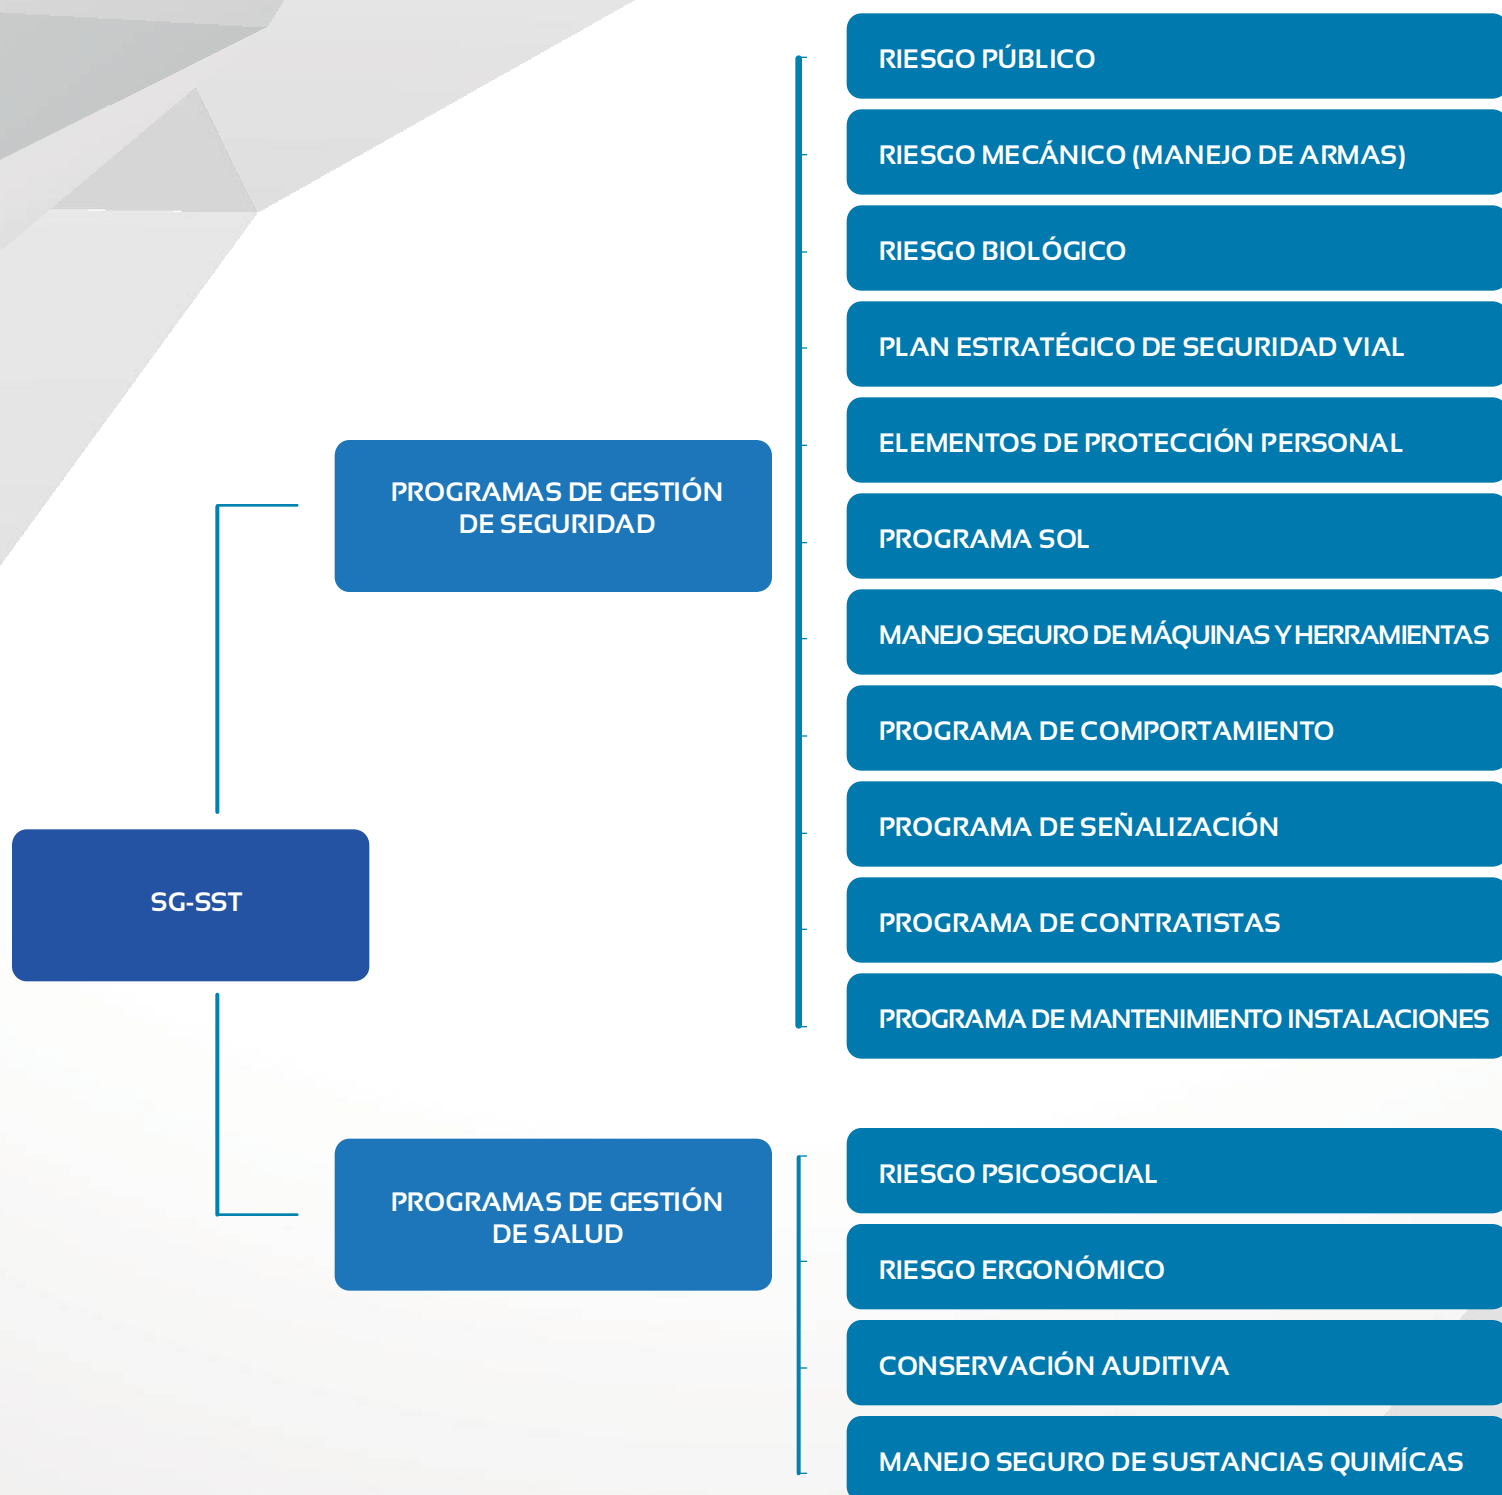 RIESGO PÚBLICO
RIESGO MECÁNICO (MANEJO DE ARMAS)
RIESGO BIOLÓGICO
PLAN ESTRATÉGICO DE SEGURIDAD VIAL
ELEMENTOS DE PROTECCIÓN PERSONAL
PROGRAMAS DE GESTIÓN
DE SEGURIDAD
PROGRAMA SOL
MANEJO SEGURO DE MÁQUINAS Y HERRAMIENTAS
PROGRAMA DE COMPORTAMIENTO
PROGRAMA DE SEÑALIZACIÓN
SG-SST
PROGRAMA DE CONTRATISTAS
PROGRAMA DE MANTENIMIENTO INSTALACIONES
PROGRAMAS DE GESTIÓN
DE SALUD
RIESGO PSICOSOCIAL
RIESGO ERGONÓMICO
CONSERVACIÓN AUDITIVA
MANEJO SEGURO DE SUSTANCIAS QUIMÍCAS